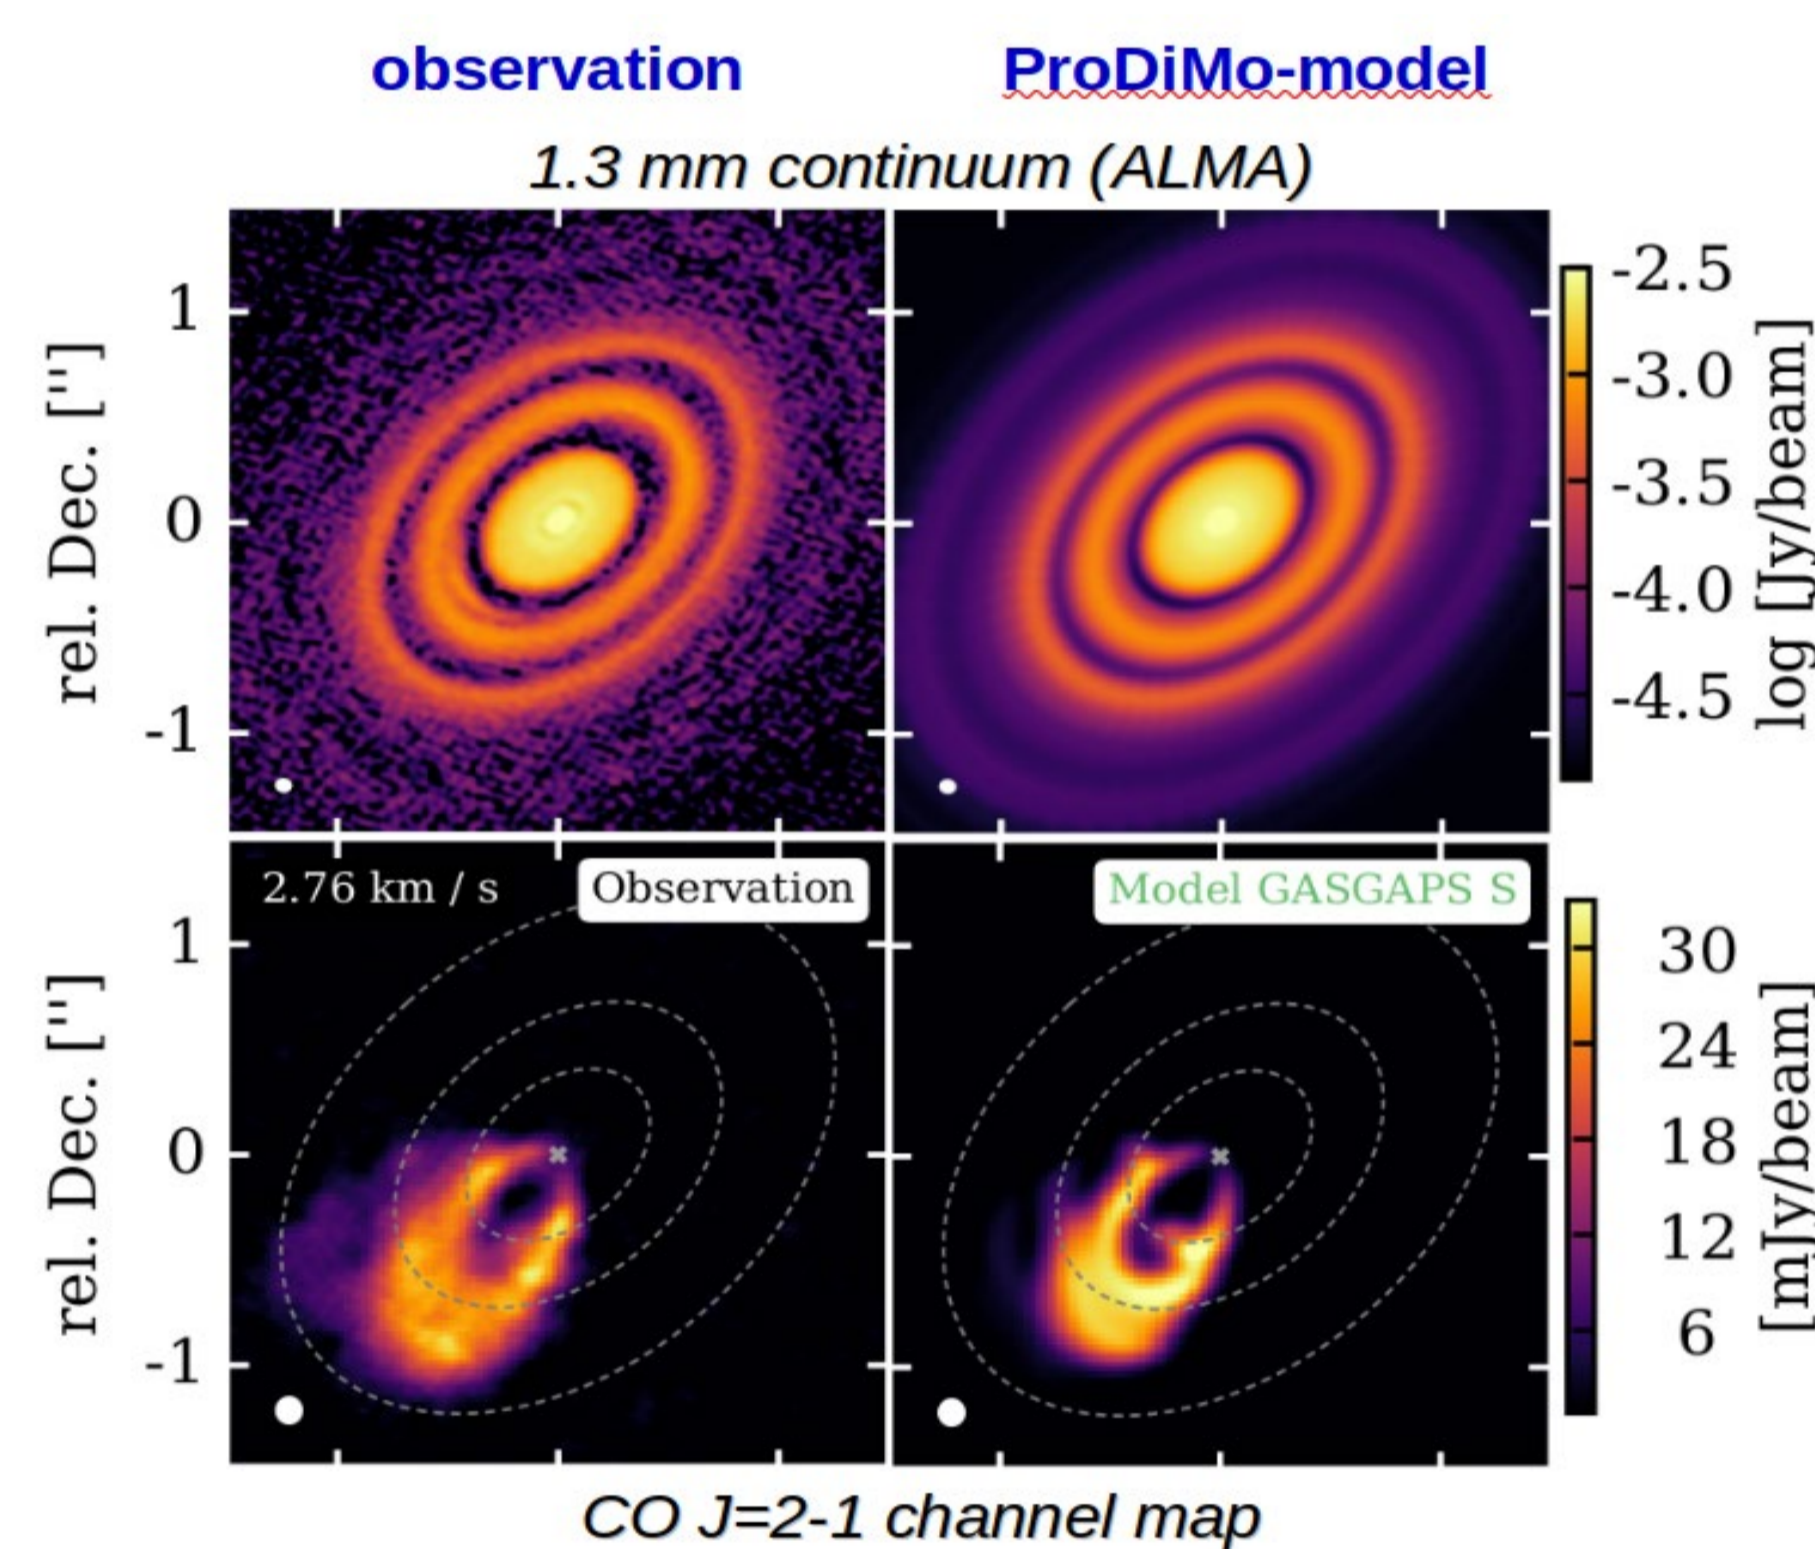 observation
ProDiMo-model
1.3 mm continuum (ALMA)
rel. Dec. ["]
1
0
-1
-2.5
-3.0
-3.5
-4.0
-4.5
log [Jy/beam]
rel. Dec. ["]
1
0
-1
2.76 km / s
Observation
Model GASGAPS S
30
24
18
12
6
[mJy/beam]
CO J=2-1 channel map